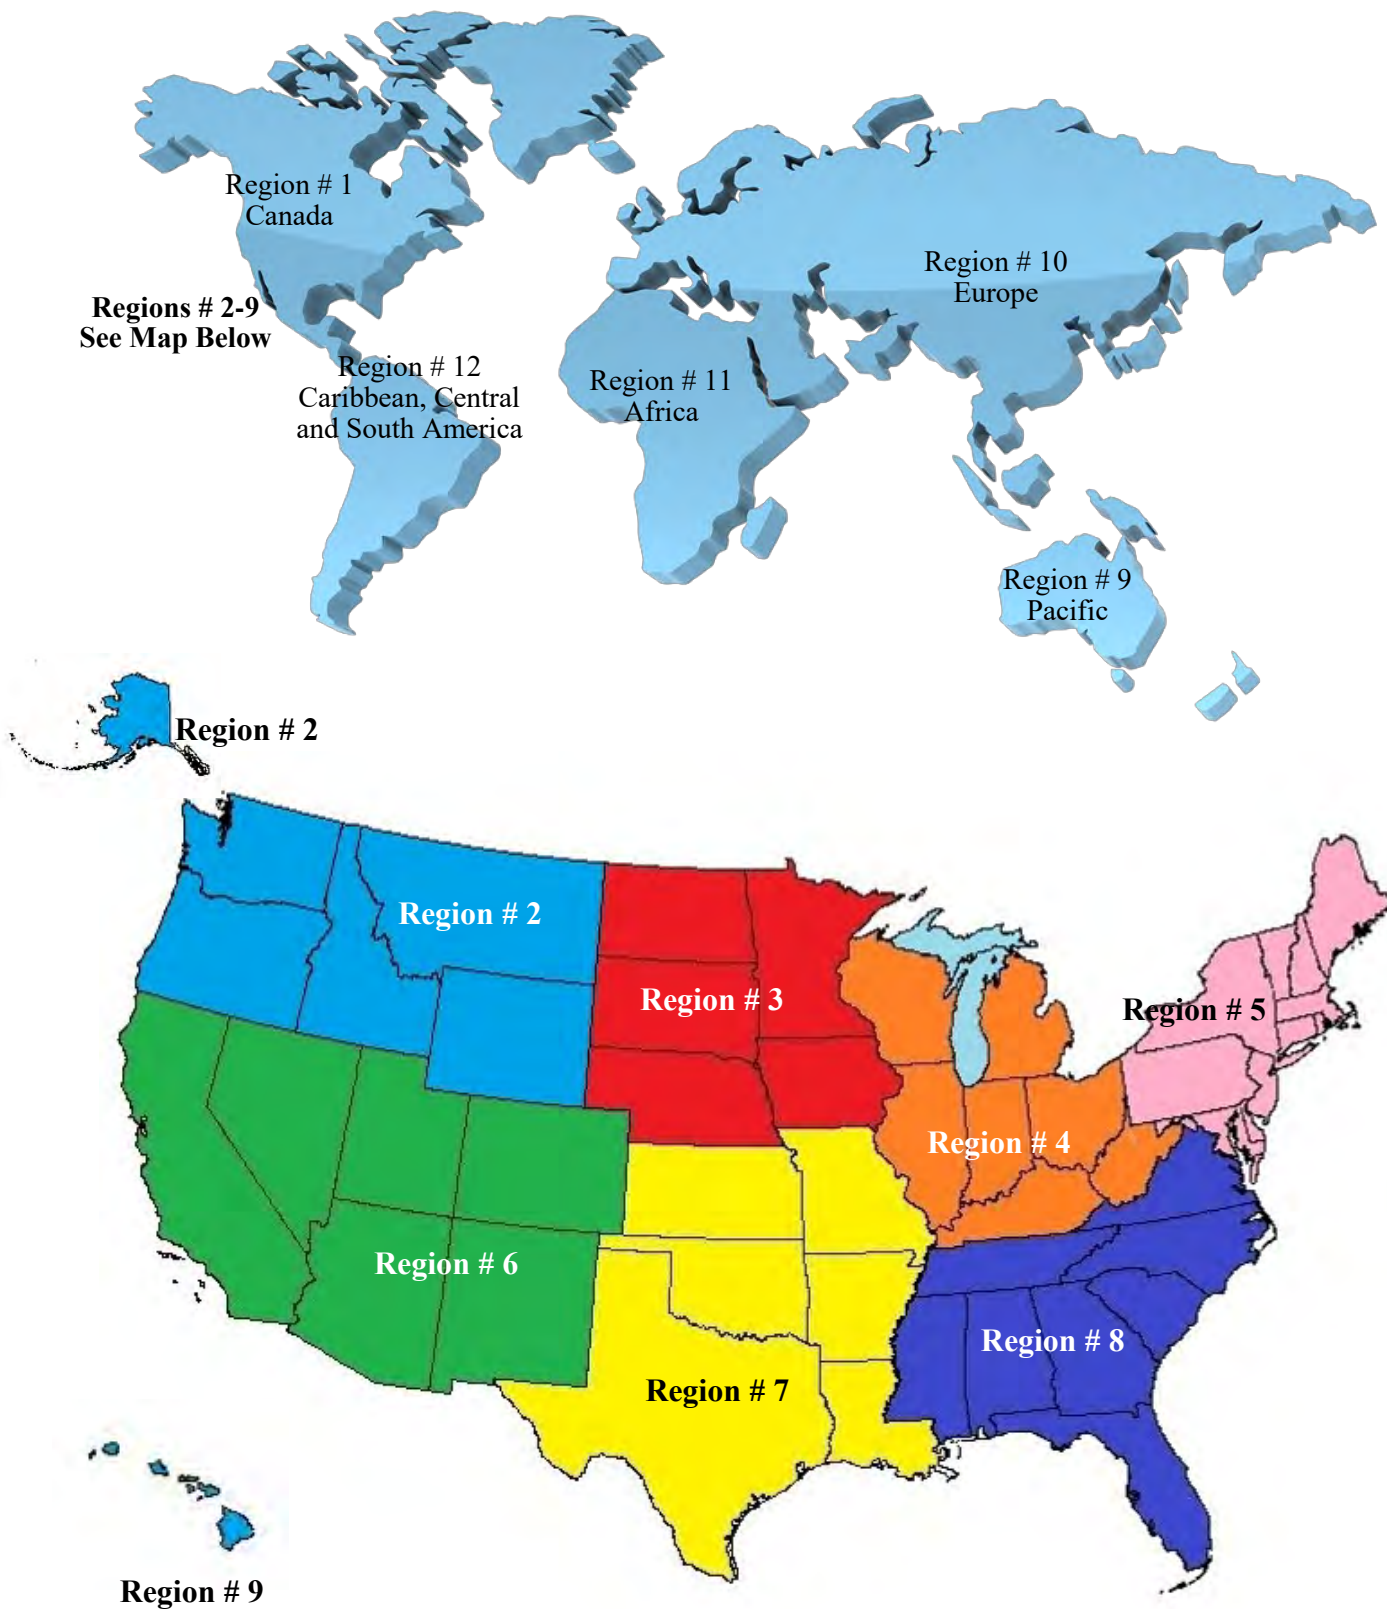 Region # 1
Canada
Regions # 2-9
See Map Below
Region # 12
Caribbean, Central
and South America
Region # 11
Africa
Region # 10
Europe
Region # 9
Pacific
Region # 2
Region # 2
Region # 3
Region # 5
Region # 4
Region # 6
Region # 8
Region # 7
Region # 9